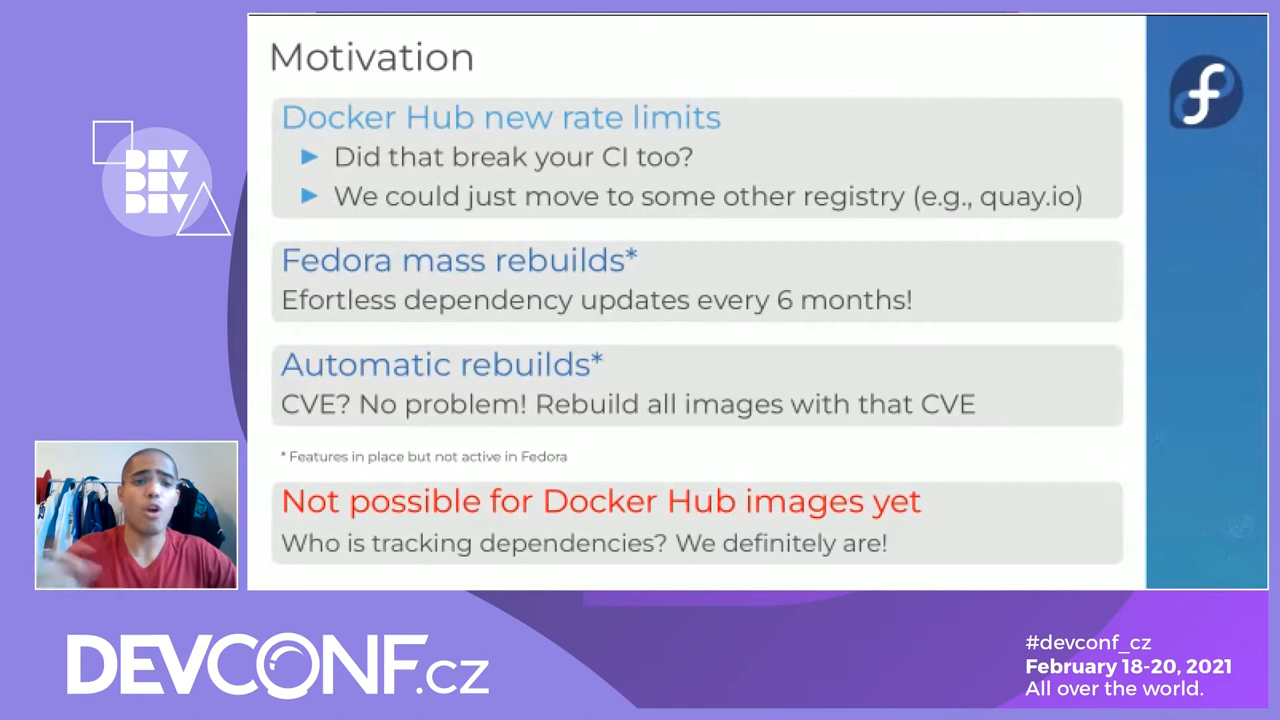 Motivation
Docker Hub new rate limits
Did that break your CI too?
We could just move to some other registry (e.g., quay.io)
Fedora mass rebuilds*
Efortless dependency updates every 6 months!
Automatic rebuilds*
CVE? No problem! Rebuild all images with that CVE
* Features in place but not active in Fedora
Not possible for Docker Hub images yet
Who is tracking dependencies? We definitely are!
DEV
DEV
DEV
DEVCONF.cz
#devconf_cz
February 18-20, 2021
All over the world.